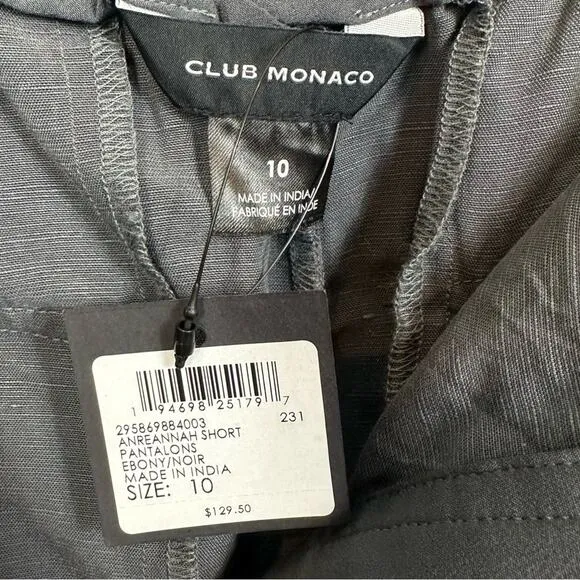 CLUB MONACO
10
MADE IN INDIA/
FABRIQUÉ EN INDE
1 94698 25179 7
295869884003 231
ANREANNAH SHORT
PANTALONS
EBONY/NOIR
MADE IN INDIA
SIZE: 10
$129.50